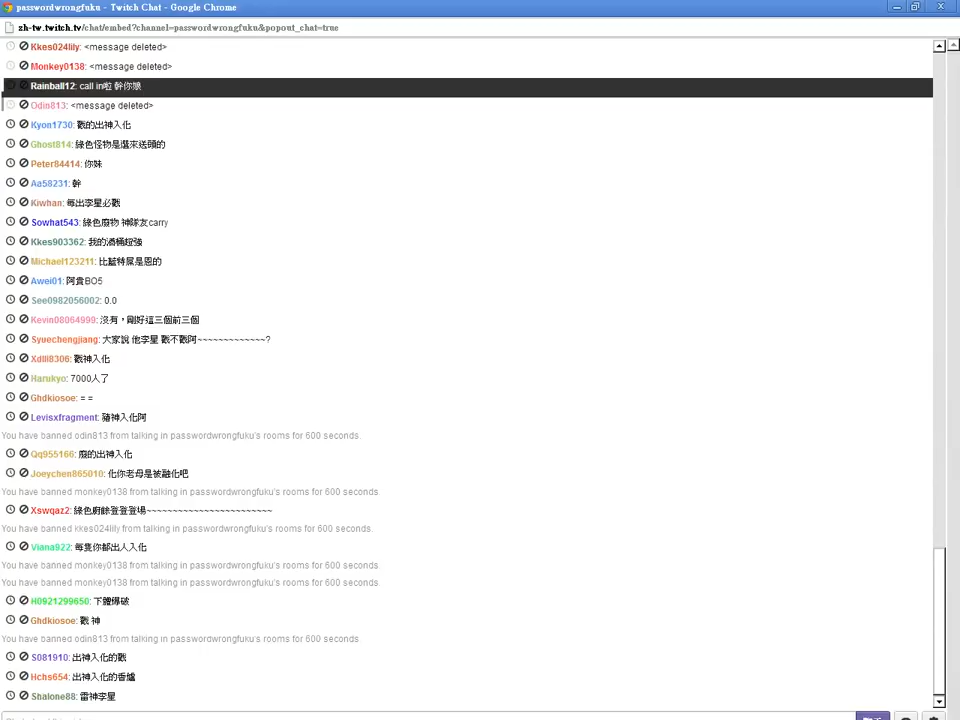 passwordwrongfuku - Twitch Chat - Google Chrome
zh-tw.twitch.tv/chat/embed?channel=passwordwrongfuku&popout_chat=true
Kkes024lily: <message deleted>
Monkey0138: <message deleted>
Rainball12: call in啦 幹你娘
Odin813: <message deleted>
Kyon1730: 戳的出神入化
Ghost814: 綠色怪物是選來送頭的
Peter84414: 你妹
Aa58231: 幹
Kiwhan: 每出李星必戳
Sowhat543: 綠色廢物 神隊友carry
Kkes903362: 我的酒桶超強
Michael123211: 比藍特屌是恩的
Awei01: 阿貴BO5
See0982056002: 0.0
Kevin08064999: 沒有，剛好這三個前三個
Syuechengjiang: 大家說 他李星 戳不戳阿~~~~~~~~~~~~~?
Xdlll8306: 戳神入化
Harukyo: 7000人了
Ghdkiosoe: = =
Levisxfragment: 豬神入化阿
You have banned odin813 from talking in passwordwrongfuku's rooms for 600 seconds.
Qq955166: 廢的出神入化
Joeychen865010: 化你老母是被融化吧
You have banned monkey0138 from talking in passwordwrongfuku's rooms for 600 seconds.
Xswqaz2: 綠色廚餘登登登場~~~~~~~~~~~~~~~~~~~~~~~~
You have banned kkes024lily from talking in passwordwrongfuku's rooms for 600 seconds.
Viana922: 每隻你都出人入化
You have banned monkey0138 from talking in passwordwrongfuku's rooms for 600 seconds.
You have banned monkey0138 from talking in passwordwrongfuku's rooms for 600 seconds.
H0921299650: 下體爆破
Ghdkiosoe: 戳 神
You have banned odin813 from talking in passwordwrongfuku's rooms for 600 seconds.
S081910: 出神入化的戳
Hchs654: 出神入化的香爐
Shalone88: 雷神李星